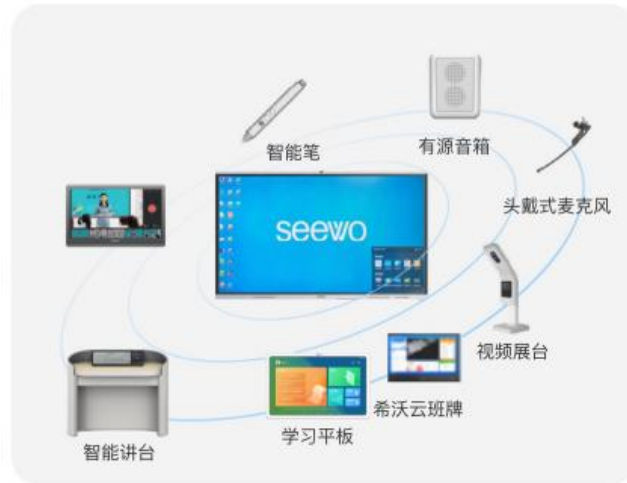 有源音箱
智能笔
头戴式麦克风
seewo
视频展台
希沃云班牌
学习平板
智能讲台